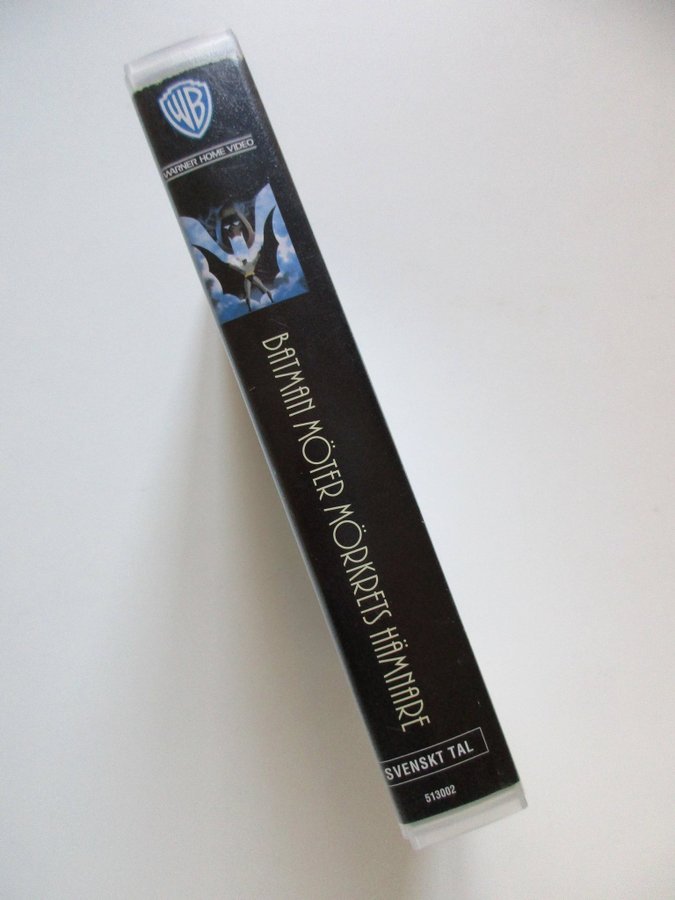 WB
WARNER HOME VIDEO
BATMAN MÖTER MÖRKRETS HÄMNARE
SVENSKT TAL
513002